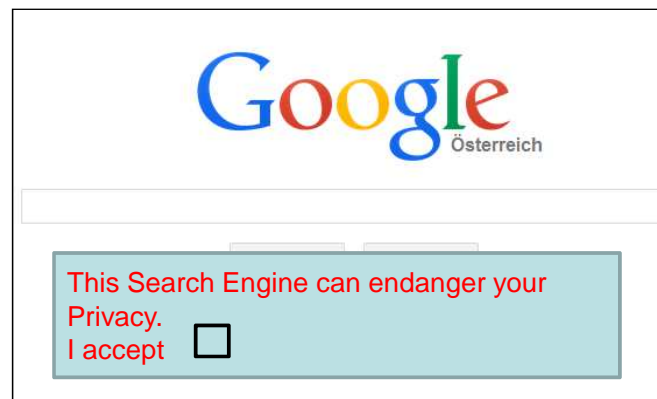 Google
Österreich
This Search Engine can endanger your
Privacy.
I accept